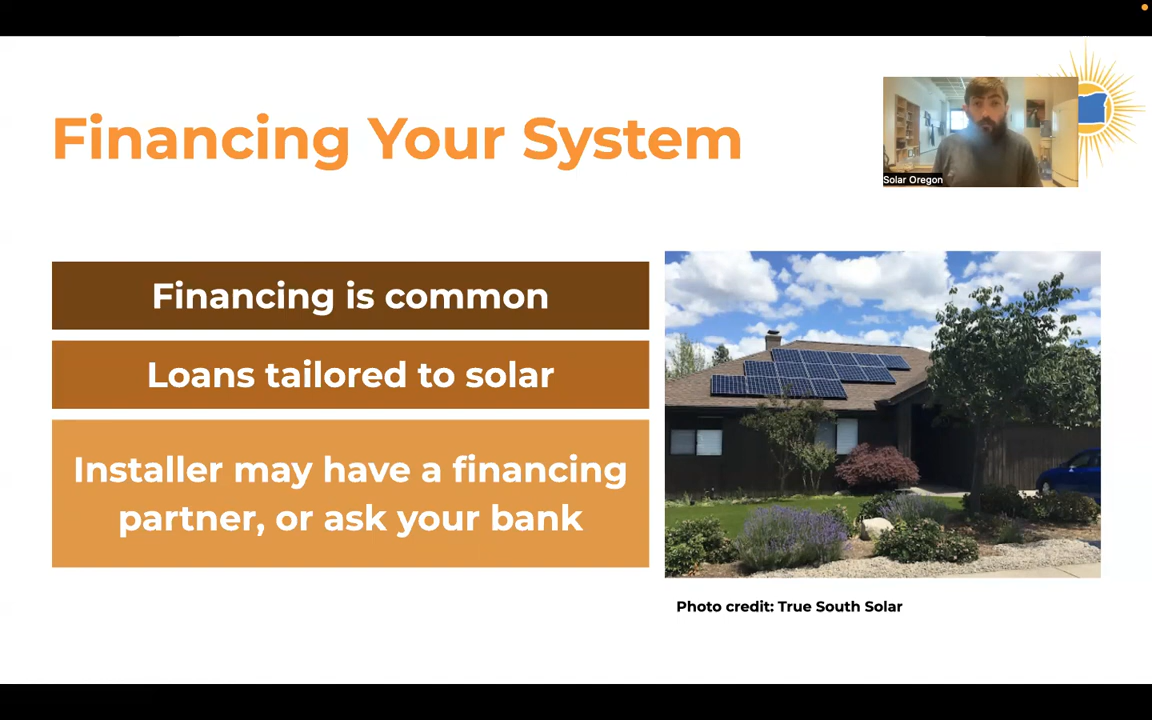 Financing Your System
Solar Oregon
Financing is common
Loans tailored to solar
Installer may have a financing
partner, or ask your bank
Photo credit: True South Solar